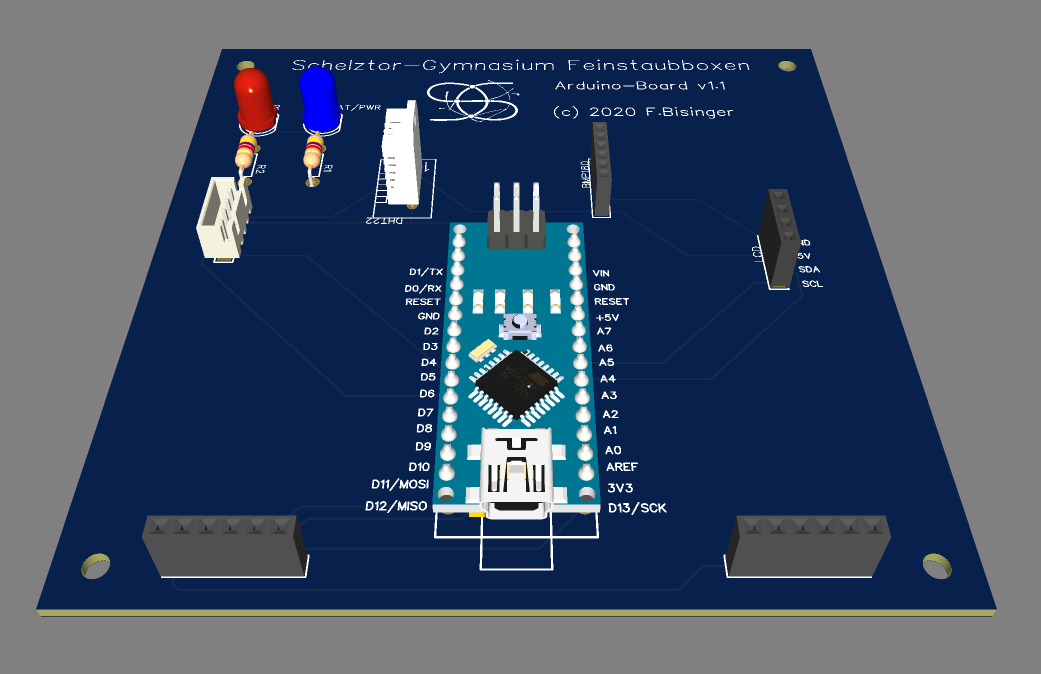 Schelztor-Gymnasium Feinstaubboxen
Arduino-Board v1.1
(c) 2020 F.Bisinger
R
AT/PWR
R2
R1
1
DHT22
BMP180
LCD
ND
5V
SDA
SCL
D1/TX
D0/RX
RESET
GND
D2
D3
D4
D5
D6
D7
D8
D9
D10
D11/MOSI
D12/MISO
VIN
GND
RESET
+5V
A7
A6
A5
A4
A3
A2
A1
A0
AREF
3V3
D13/SCK